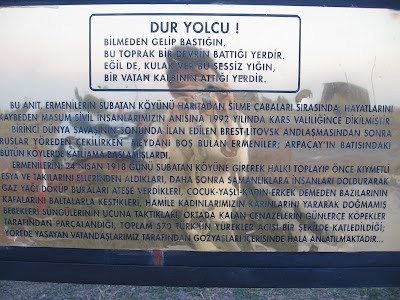 DUR YOLCU !
BİLMEDEN GELİP BASTIĞIN,
BU TOPRAK BİR DEVRİN BATTIĞI YERDİR.
EĞİL DE, KULAK VER BU SESSİZ YIĞIN,
BİR VATAN KALBİNİN ATTIĞI YERDİR.
BU ANIT, ERMENİLERİN SUBATAN KÖYÜNÜ HARİTADAN SİLME ÇABALARI SIRASINDA, HAYATLARINI
KAYBEDEN MASUM SİVİL İNSANLARIMIZIN ANISINA 1992 YILINDA KARS VALİLİĞİNCE DİKİLMİŞTİR.
BİRİNCİ DÜNYA SAVAŞININ SONUNDA İLAN EDİLEN BREST-LİTOVSK ANDLAŞMASINDAN SONRA
RUSLAR YÖREDEN ÇEKİLİRKEN MEYDANI BOŞ BULAN ERMENİLER; ARPAÇAY'IN BATISINDAKİ
BÜTÜN KÖYLERDE KATLİAMA BAŞLAMIŞLARDI.
ERMENİLER 24 NİSAN 1918 GÜNÜ SUBATAN KÖYÜNE GİREREK HALKI TOPLAYIP ÖNCE KIYMETLİ
EŞYA VE TAKILARINI ELLERİNDEN ALDIKLARI, DAHA SONRA SAMANLIKLARA İNSANLARI DOLDURARAK
GAZ YAĞI DÖKÜP BURALARI ATEŞE VERDİKLERİ, ÇOCUK-YAŞLI-KADIN-ERKEK DEMEDEN BAZILARININ
KAFALARINI BALTALARLA KESTİKLERİ, HAMİLE KADINLARIMIZIN KARINLARINI YARARAK DOĞMAMIŞ
BEBEKLERİ SÜNGÜLERİNİN UCUNA TAKTIKLARI, ORTADA KALAN CENAZELERİN GÜNLERCE KÖPEKLER
TARAFINDAN PARÇALANDIĞI, TOPLAM 570 TÜRK'ÜN YÜREKLER ACISI BİR ŞEKİLDE KATLEDİLDİĞİ;
YÖREDE YAŞAYAN VATANDAŞLARIMIZ TARAFINDAN GÖZYAŞLARI İÇERİSİNDE HALA ANLATILMAKTADIR...